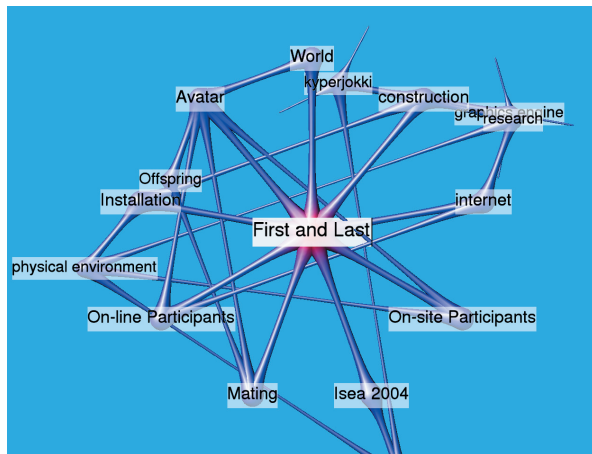 World
kyperjokki
Avatar
construction
graphics engine
research
Offspring
Installation
internet
First and Last
physical environment
On-line Participants
On-site Participants
Mating
Isea 2004